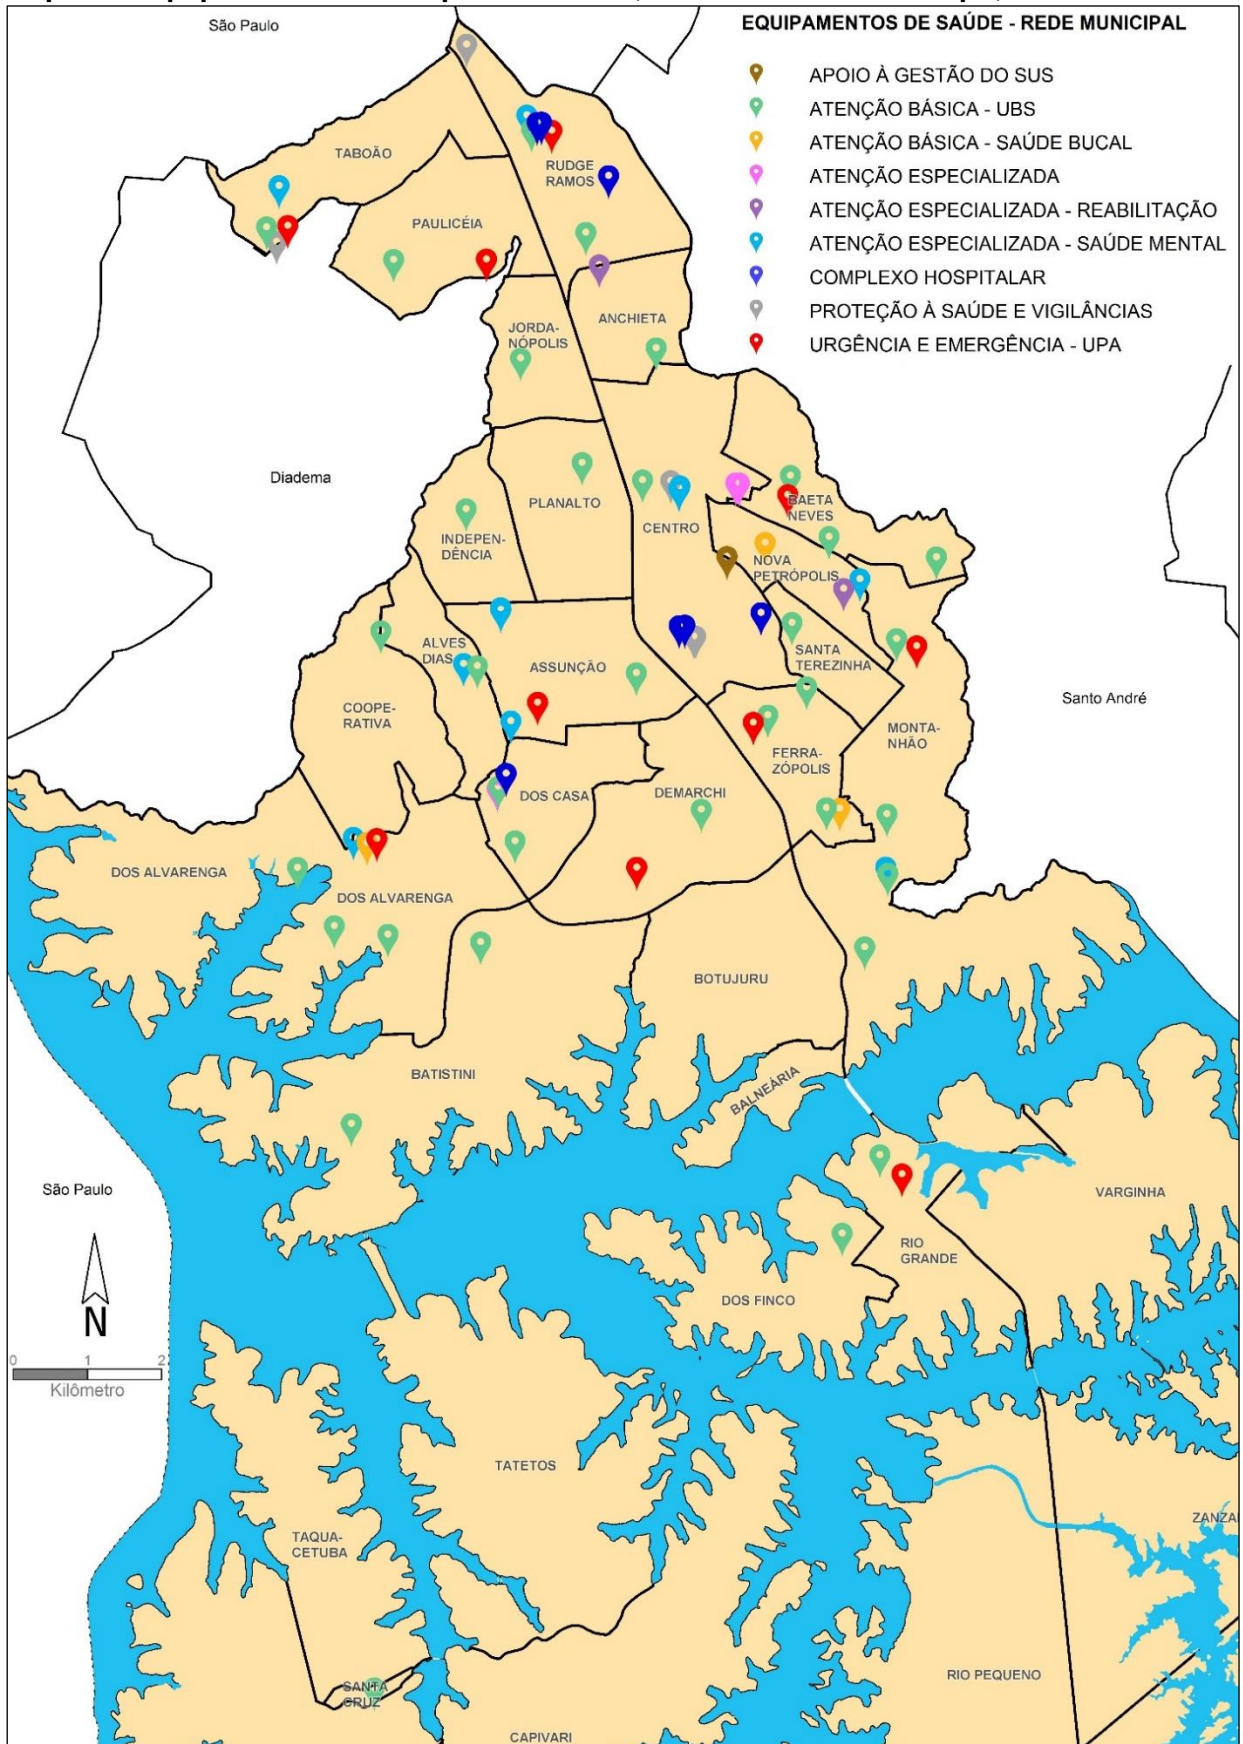 São Paulo
EQUIPAMENTOS DE SAÚDE - REDE MUNICIPAL
APOIO À GESTÃO DO SUS
ATENÇÃO BÁSICA - UBS
ATENÇÃO BÁSICA - SAÚDE BUCAL
ATENÇÃO ESPECIALIZADA
ATENÇÃO ESPECIALIZADA - REABILITAÇÃO
ATENÇÃO ESPECIALIZADA - SAÚDE MENTAL
COMPLEXO HOSPITALAR
PROTEÇÃO À SAÚDE E VIGILÂNCIAS
URGÊNCIA E EMERGÊNCIA - UPA
TABOÃO
RUDGE
RAMOS
PAULICÉIA
JORDA-
NÓPOLIS
ANCHIETA
Diadema
PLANALTO
BAETA
NEVES
CENTRO
INDEPEN-
DÊNCIA
NOVA
PETRÓPOLIS
ALVES
DIAS
ASSUNÇÃO
SANTA
TEREZINHA
Santo André
COOPE-
RATIVA
MONTA-
NHÃO
FERRA-
ZÓPOLIS
DOS CASA
DEMARCHI
DOS ALVARENGA
DOS ALVARENGA
BOTUJURU
BATISTINI
BALNEÁRIA
São Paulo
VARGINHA
RIO
GRANDE
DOS FINCO
N
0 1 2
Kilômetro
TATETOS
TAQUA-
CETUBA
RIO PEQUENO
SANTA
CRUZ
CAPIVARI